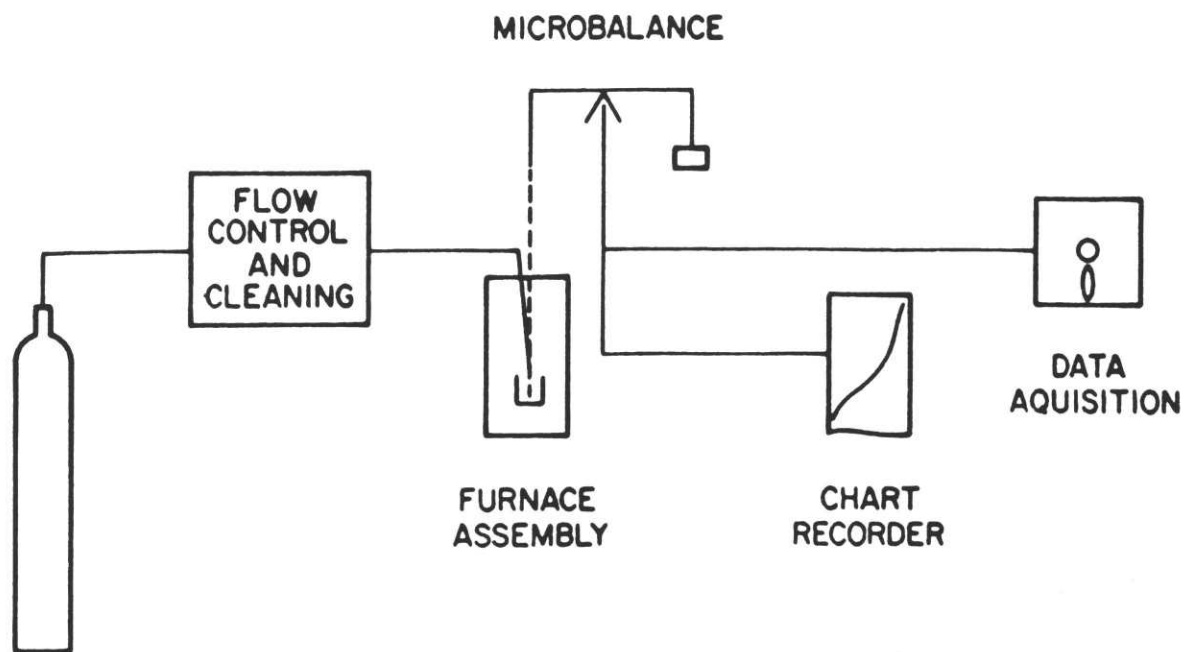 MICROBALANCE
FLOW
CONTROL
AND
CLEANING
FURNACE
ASSEMBLY
CHART
RECORDER
DATA
AQUISITION